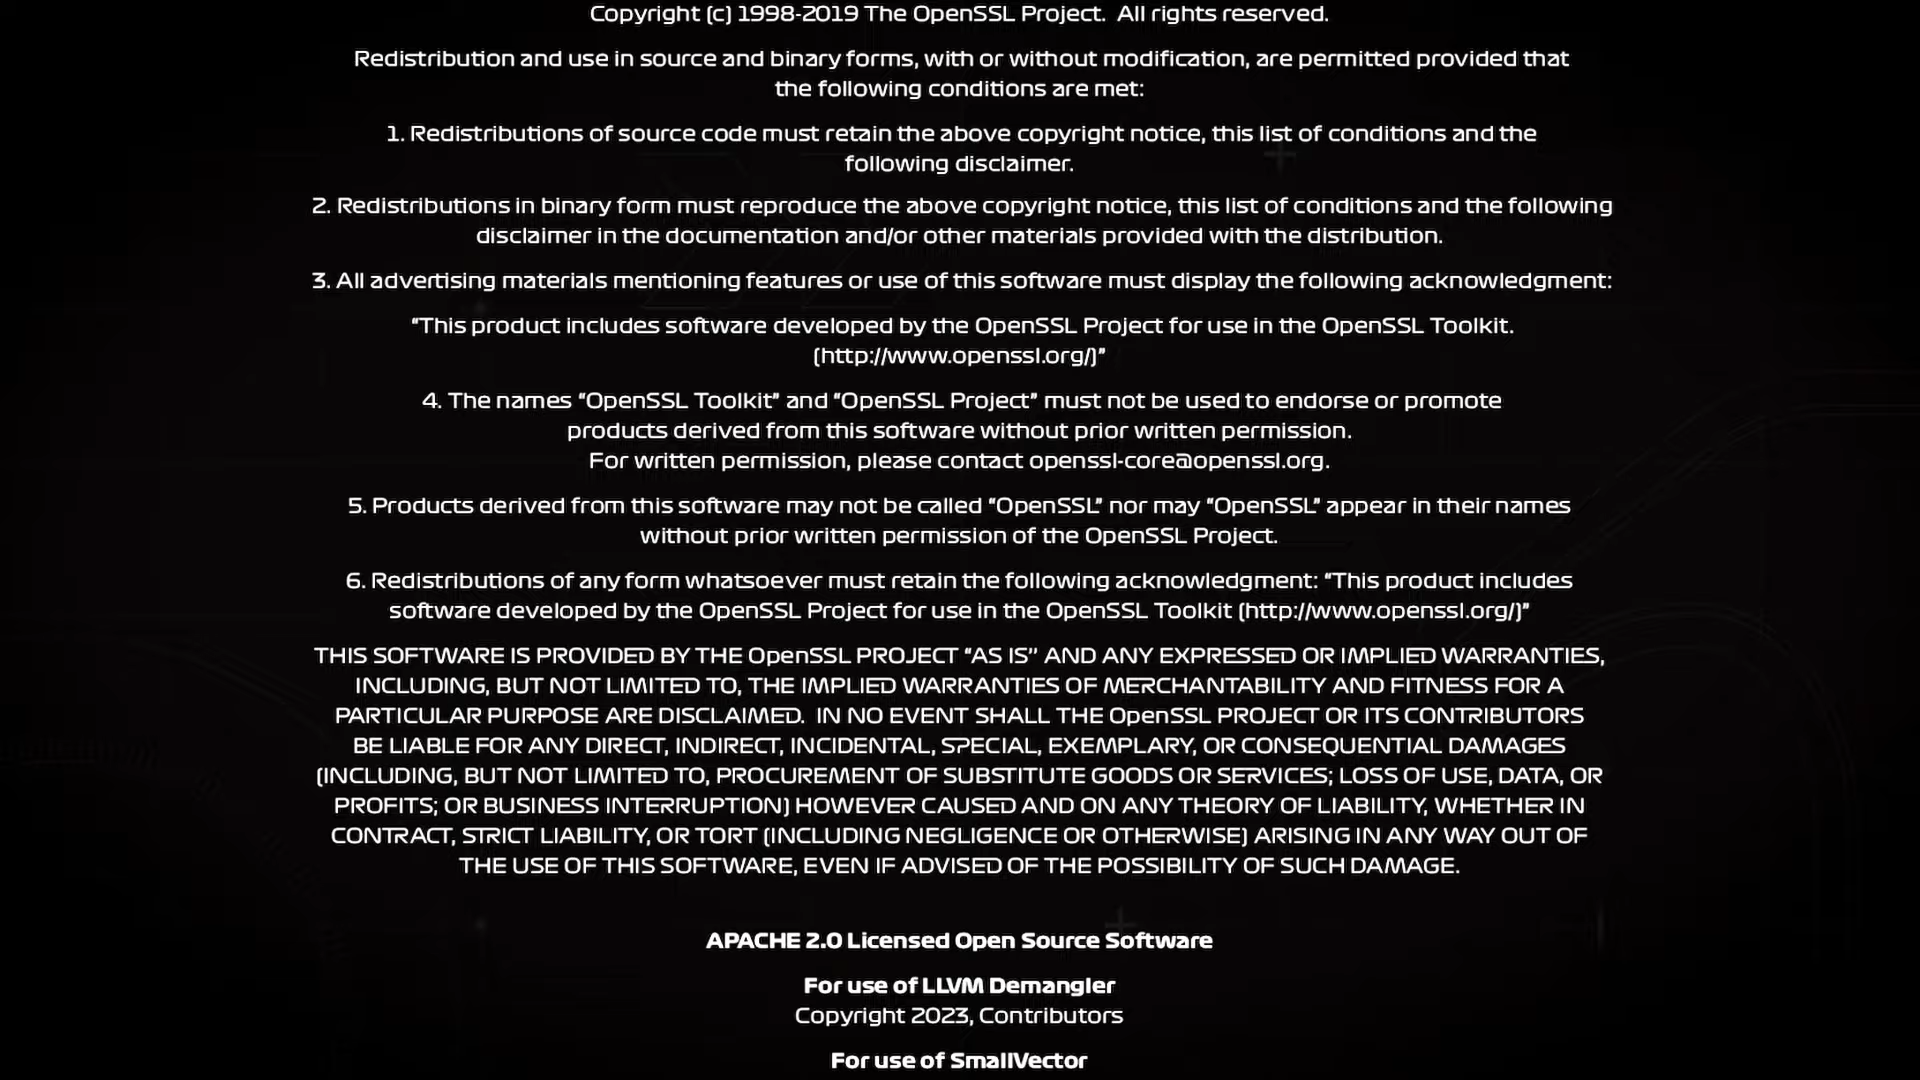 Copyright (c) 1998-2019 The OpenSSL Project.  All rights reserved.
Redistribution and use in source and binary forms, with or without modification, are permitted provided that
the following conditions are met:
1. Redistributions of source code must retain the above copyright notice, this list of conditions and the
following disclaimer.
2. Redistributions in binary form must reproduce the above copyright notice, this list of conditions and the following
disclaimer in the documentation and/or other materials provided with the distribution.
3. All advertising materials mentioning features or use of this software must display the following acknowledgment:
“This product includes software developed by the OpenSSL Project for use in the OpenSSL Toolkit.
(http://www.openssl.org/)”
4. The names “OpenSSL Toolkit” and “OpenSSL Project” must not be used to endorse or promote
products derived from this software without prior written permission.
For written permission, please contact openssl-core@openssl.org.
5. Products derived from this software may not be called “OpenSSL” nor may “OpenSSL” appear in their names
without prior written permission of the OpenSSL Project.
6. Redistributions of any form whatsoever must retain the following acknowledgment: “This product includes
software developed by the OpenSSL Project for use in the OpenSSL Toolkit (http://www.openssl.org/)”
THIS SOFTWARE IS PROVIDED BY THE OpenSSL PROJECT “AS IS’’ AND ANY EXPRESSED OR IMPLIED WARRANTIES,
INCLUDING, BUT NOT LIMITED TO, THE IMPLIED WARRANTIES OF MERCHANTABILITY AND FITNESS FOR A
PARTICULAR PURPOSE ARE DISCLAIMED.  IN NO EVENT SHALL THE OpenSSL PROJECT OR ITS CONTRIBUTORS
BE LIABLE FOR ANY DIRECT, INDIRECT, INCIDENTAL, SPECIAL, EXEMPLARY, OR CONSEQUENTIAL DAMAGES
(INCLUDING, BUT NOT LIMITED TO, PROCUREMENT OF SUBSTITUTE GOODS OR SERVICES; LOSS OF USE, DATA, OR
PROFITS; OR BUSINESS INTERRUPTION) HOWEVER CAUSED AND ON ANY THEORY OF LIABILITY, WHETHER IN
CONTRACT, STRICT LIABILITY, OR TORT (INCLUDING NEGLIGENCE OR OTHERWISE) ARISING IN ANY WAY OUT OF
THE USE OF THIS SOFTWARE, EVEN IF ADVISED OF THE POSSIBILITY OF SUCH DAMAGE.
APACHE 2.0 Licensed Open Source Software
For use of LLVM Demangler
Copyright 2023, Contributors
For use of SmallVector